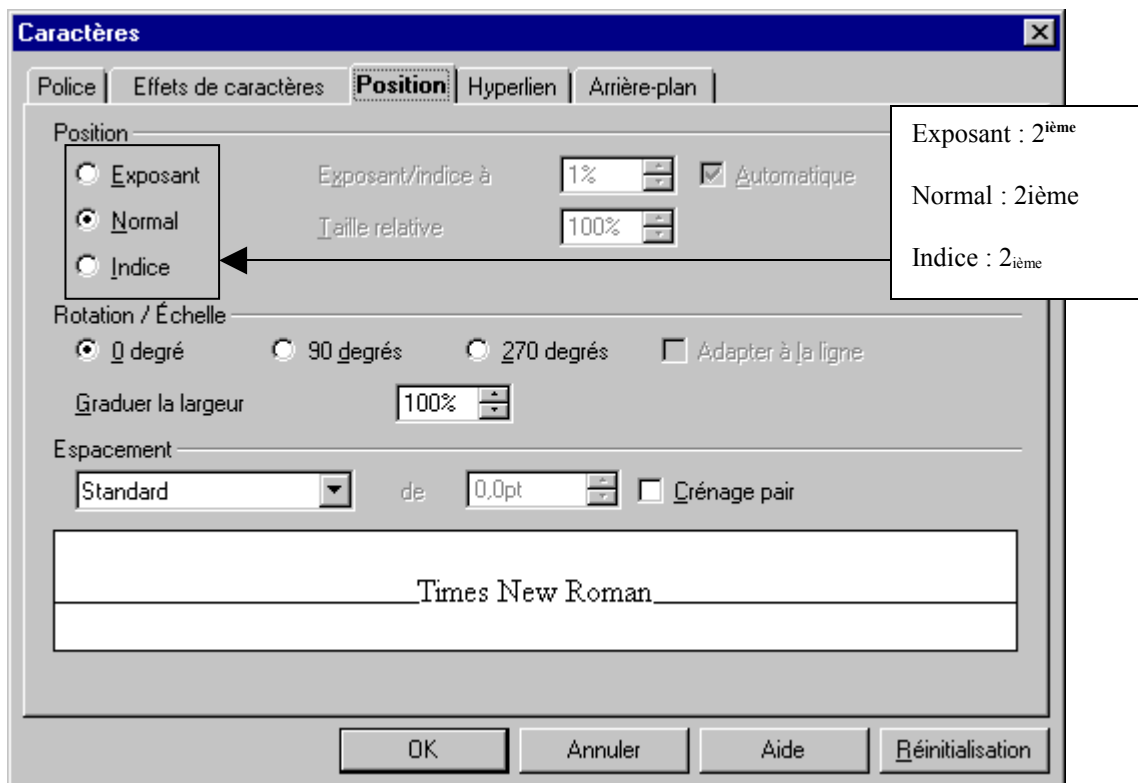 Caractères
Police Effets de caractères Position Hyperlien Arrière-plan
Position
Exposant Exposant/indice à 1% Automatique
Normal Taille relative 100%
Indice
Exposant : 2ième
Normal : 2ième
Indice : 2ième
Rotation / Échelle
0 degré 90 degrés 270 degrés Adapter à la ligne
Graduer la largeur 100%
Espacement
Standard de 0,0pt Crénage pair
Times New Roman
OK Annuler Aide Réinitialisation